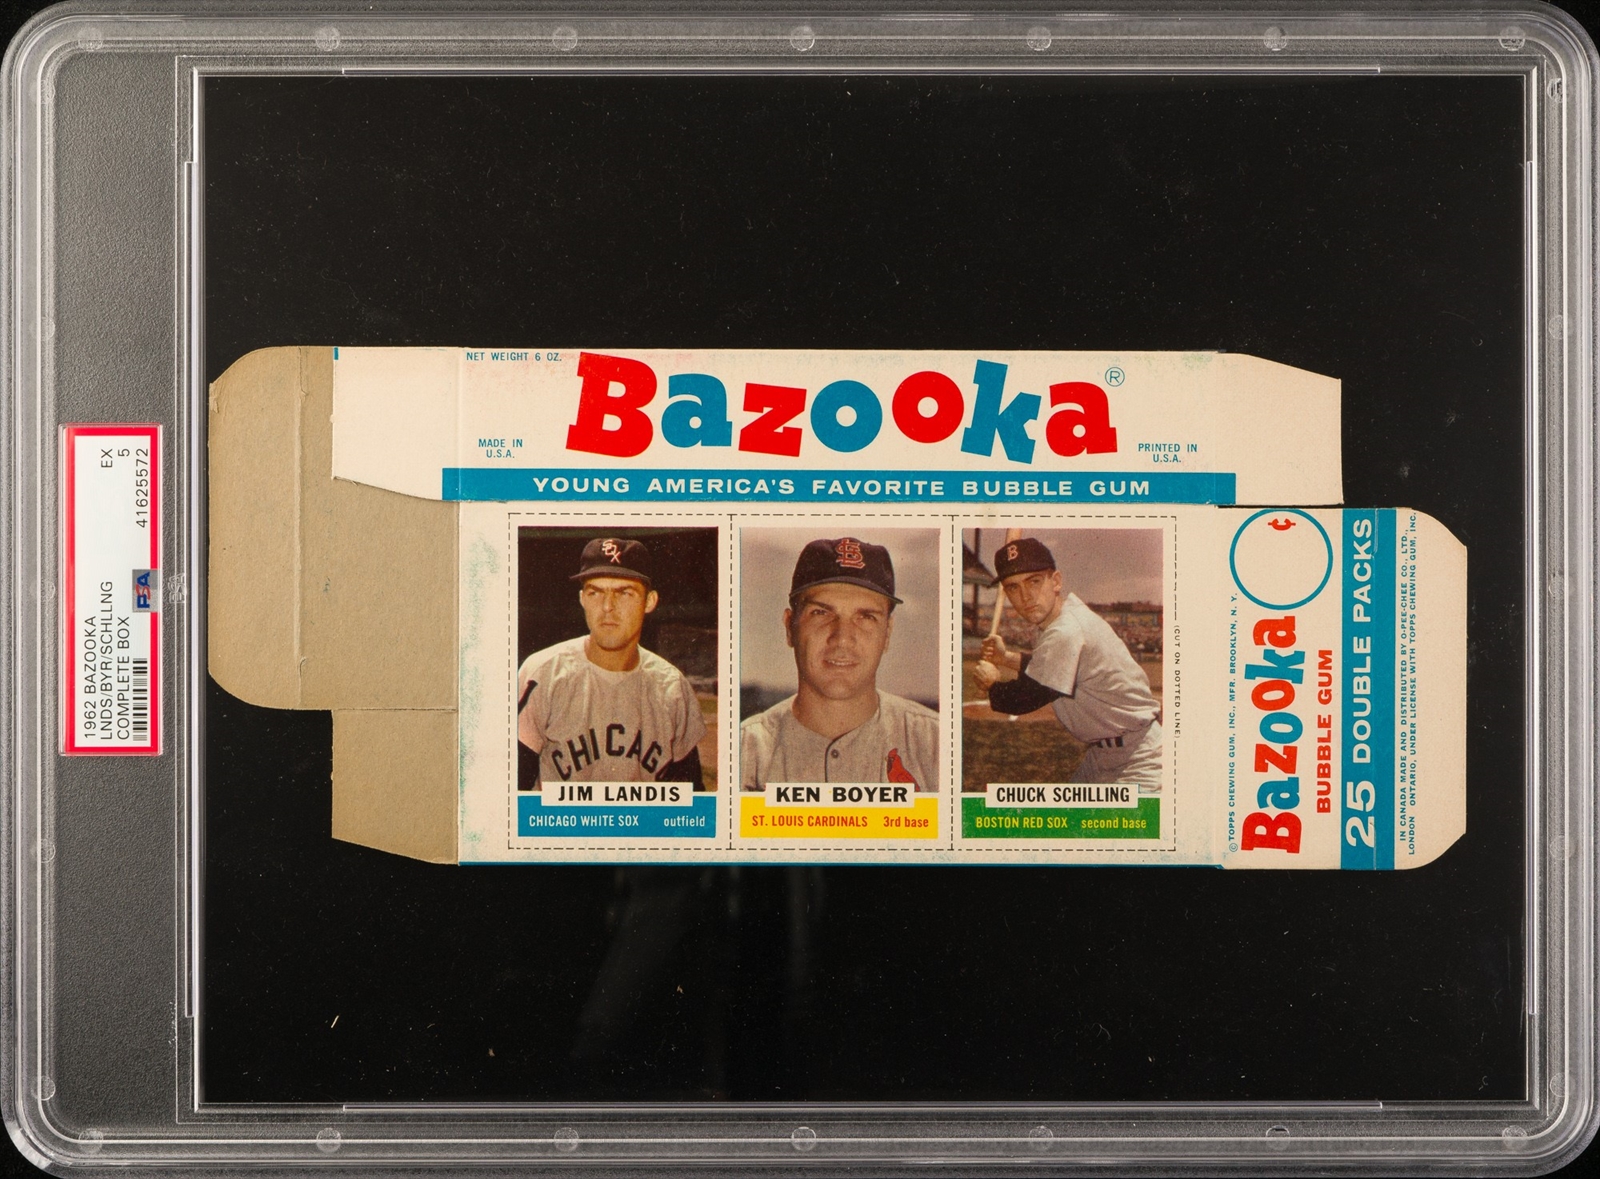 1962 BAZOOKA
LNDS/BYR/SCHLLNG
COMPLETE BOX
EX
5
41625572
PSA
NET WEIGHT 6 OZ.
Bazooka®
MADE IN
U.S.A.
PRINTED IN
U.S.A.
YOUNG AMERICA'S FAVORITE BUBBLE GUM
SOX
CHICAG
JIM LANDIS
CHICAGO WHITE SOX outfield
STL
KEN BOYER
ST. LOUIS CARDINALS 3rd base
B
CHUCK SCHILLING
BOSTON RED SOX second base
(CUT ON DOTTED LINE)
© TOPPS CHEWING GUM, INC., MFR. BROOKLYN, N. Y.
¢
Bazooka
BUBBLE GUM
25 DOUBLE PACKS
IN CANADA MADE AND DISTRIBUTED BY O-PEE-CHEE CO., LTD.,
LONDON ONTARIO, UNDER LICENSE WITH TOPPS CHEWING GUM, INC.